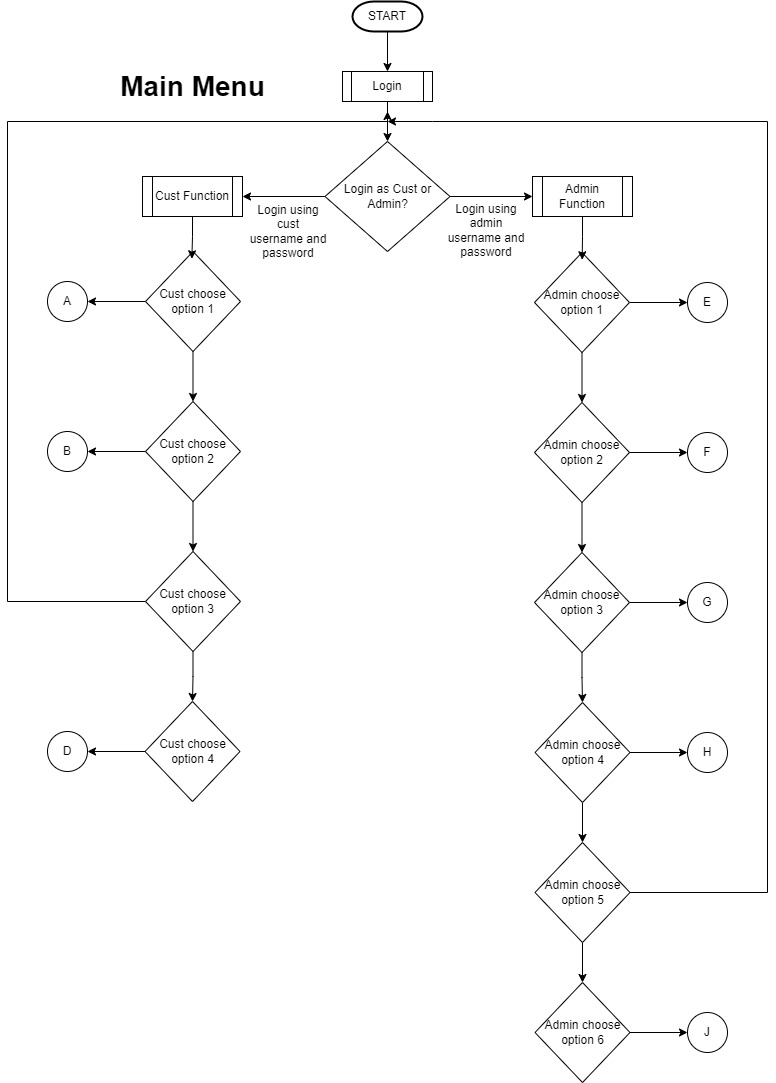 START
Main Menu
Login
Login as Cust or
Admin?
Cust Function
Admin
Function
Login using
cust
username and
password
Login using
admin
username and
password
A
Cust choose
option 1
Admin choose
option 1
E
B
Cust choose
option 2
Admin choose
option 2
F
Cust choose
option 3
Admin choose
option 3
G
D
Cust choose
option 4
Admin choose
option 4
H
Admin choose
option 5
Admin choose
option 6
J